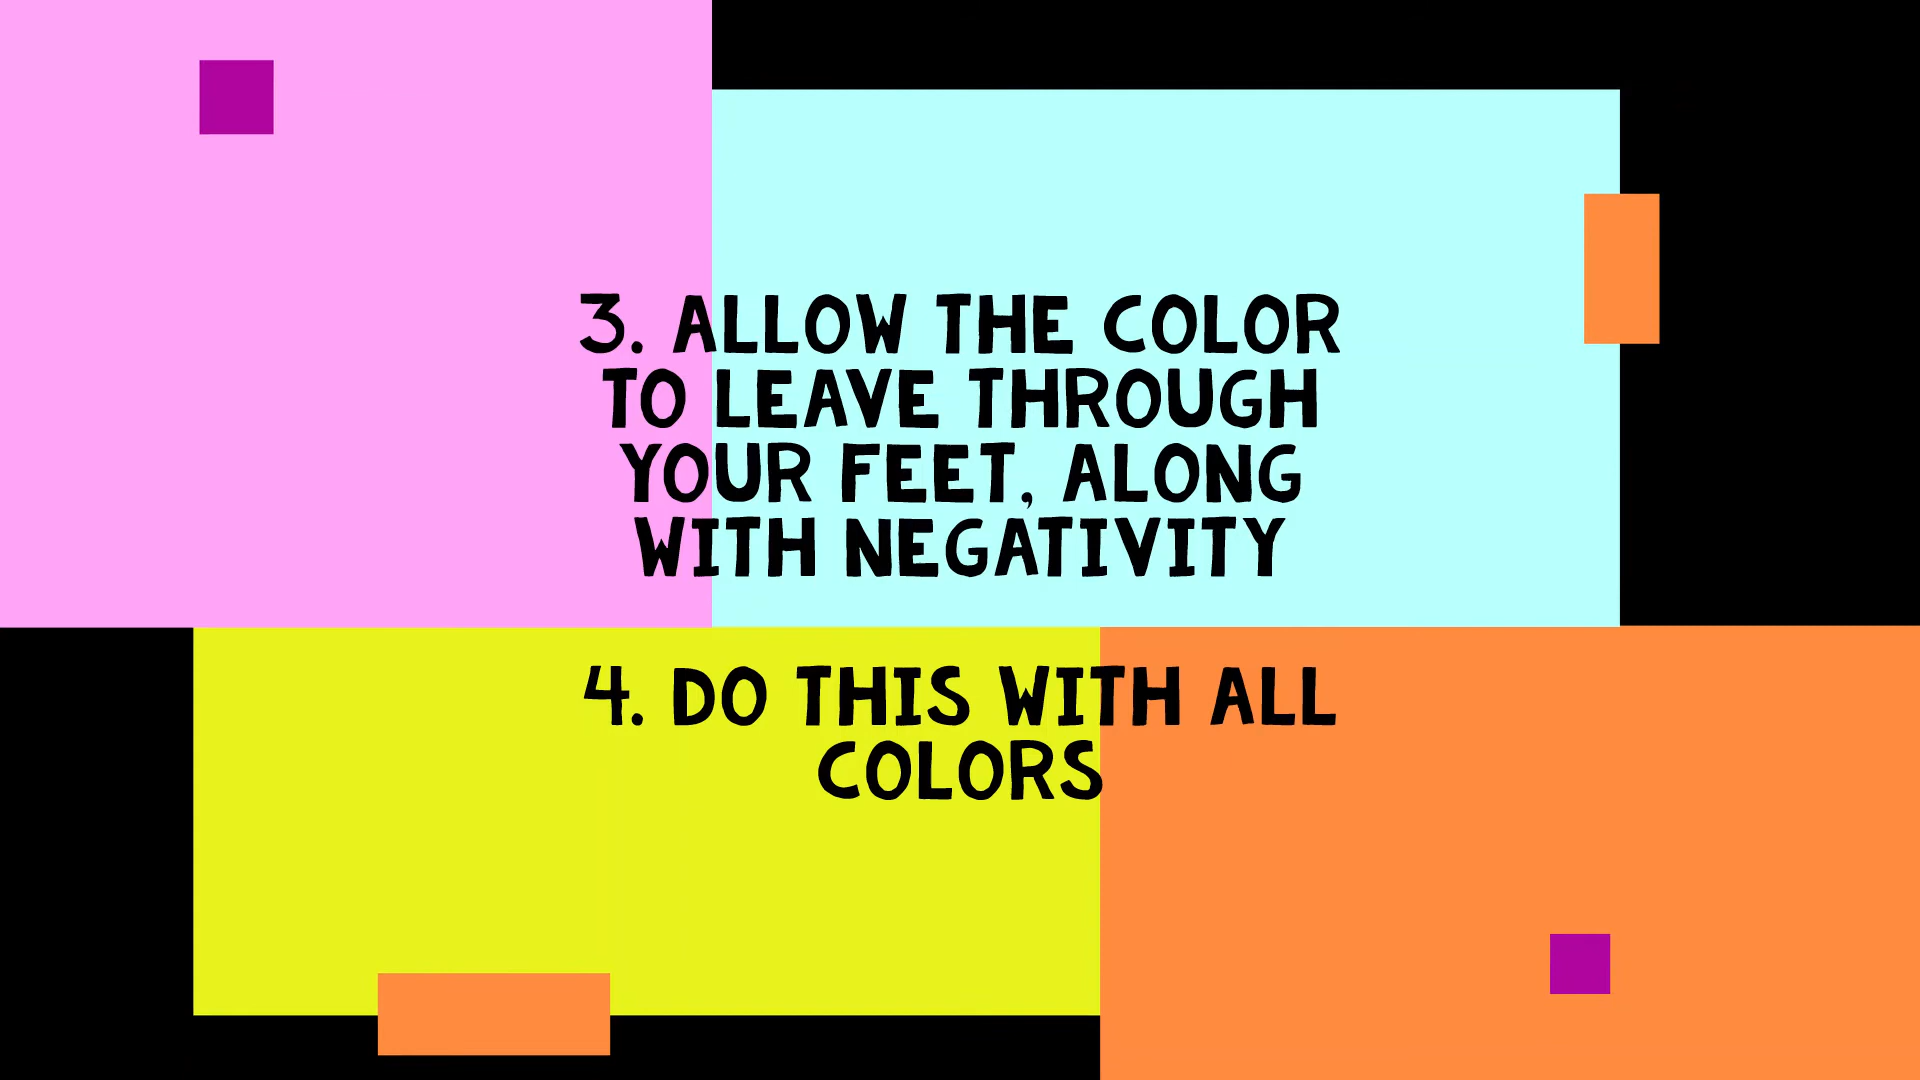 3. ALLOW THE COLOR
TO LEAVE THROUGH
YOUR FEET, ALONG
WITH NEGATIVITY
4. DO THIS WITH ALL
COLORS